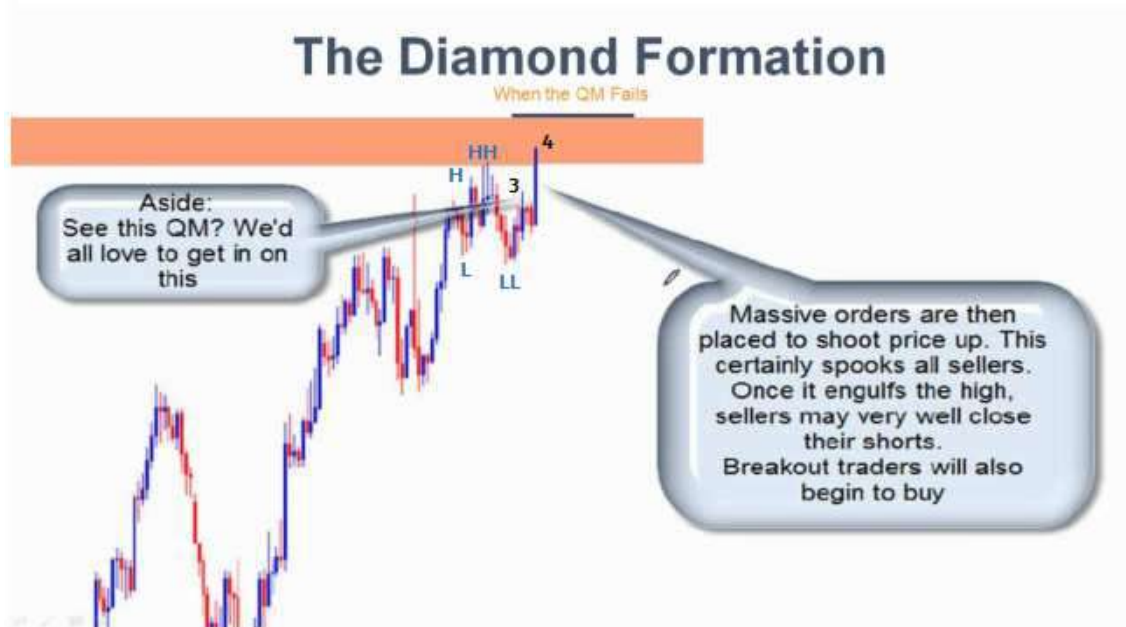 The Diamond Formation
When the QM Fails
HH
4
H
3
Aside:
See this QM? We'd
all love to get in on
this
L
LL
Massive orders are then
placed to shoot price up. This
certainly spooks all sellers.
Once it engulfs the high,
sellers may very well close
their shorts.
Breakout traders will also
begin to buy